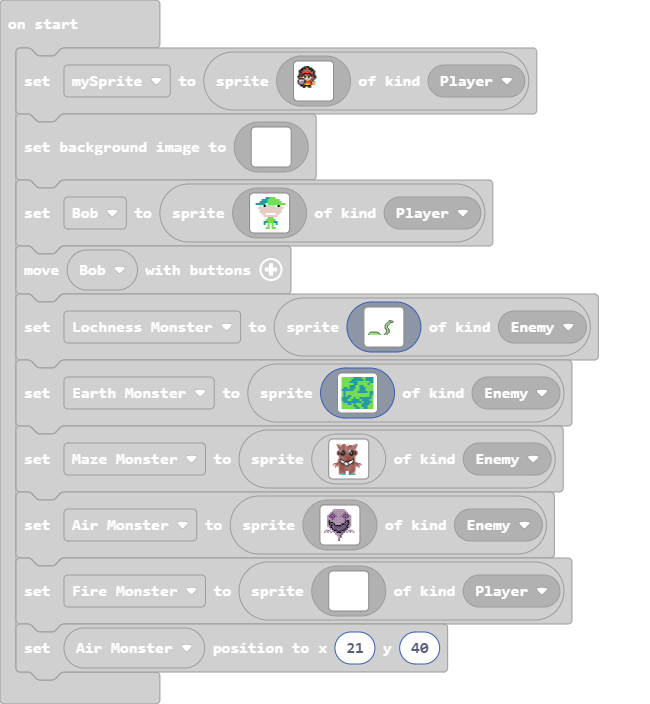 on start
set mySprite to sprite of kind Player
set background image to
set Bob to sprite of kind Player
move Bob with buttons
set Lochness Monster to sprite of kind Enemy
set Earth Monster to sprite of kind Enemy
set Maze Monster to sprite of kind Enemy
set Air Monster to sprite of kind Enemy
set Fire Monster to sprite of kind Player
set Air Monster position to x 21 y 40